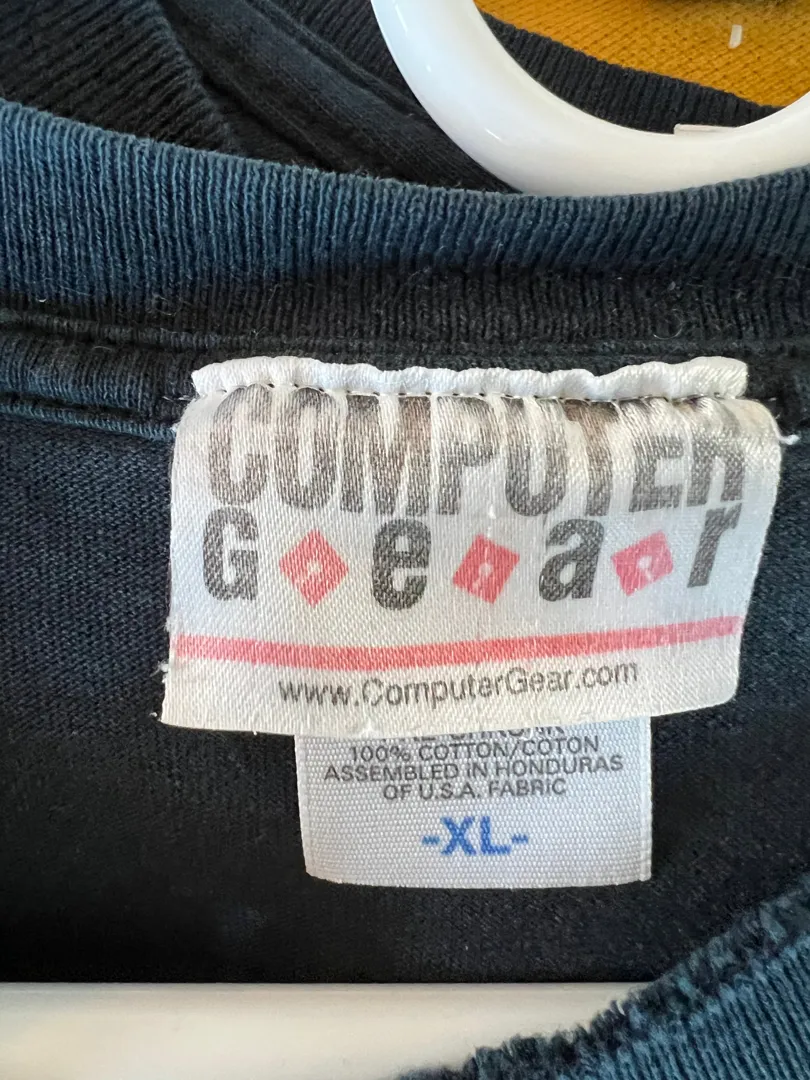 COMPUTER
Gear
www.ComputerGear.com
100% COTTON/COTON
ASSEMBLED IN HONDURAS
OF U.S.A. FABRIC
-XL-